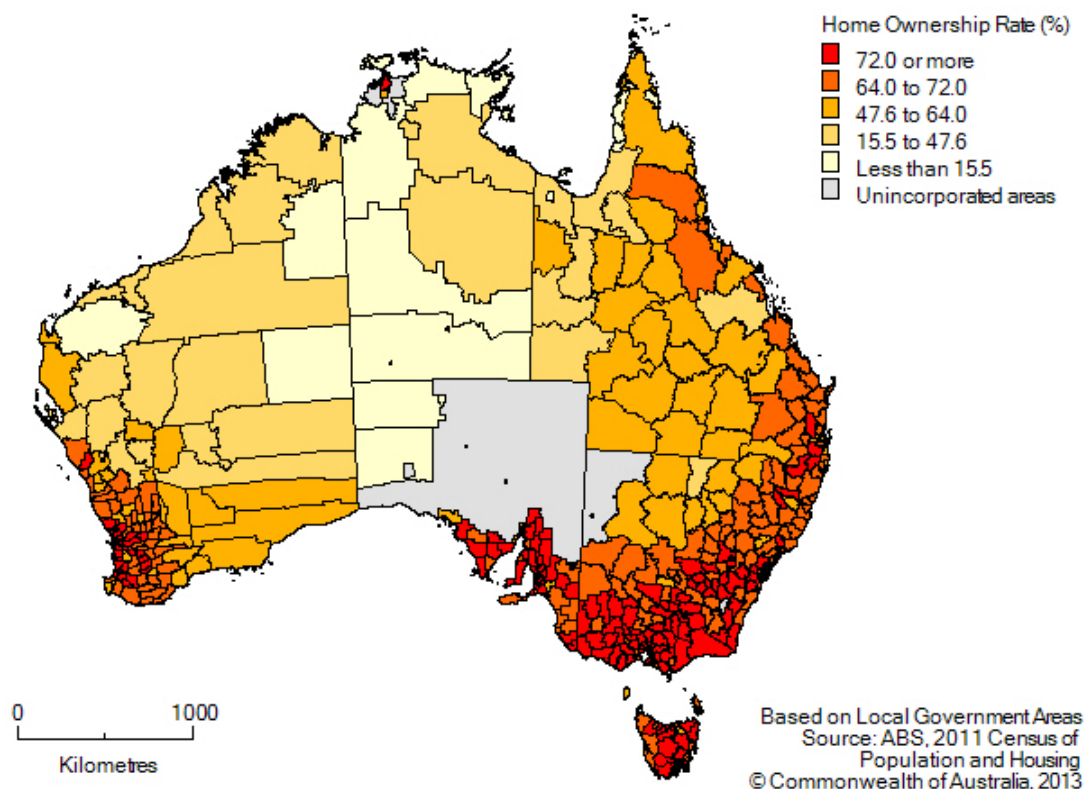 Home Ownership Rate (%)
72.0 or more
64.0 to 72.0
47.6 to 64.0
15.5 to 47.6
Less than 15.5
Unincorporated areas
0 1000
Kilometres
Based on Local Government Areas
Source: ABS, 2011 Census of
Population and Housing
© Commonwealth of Australia, 2013